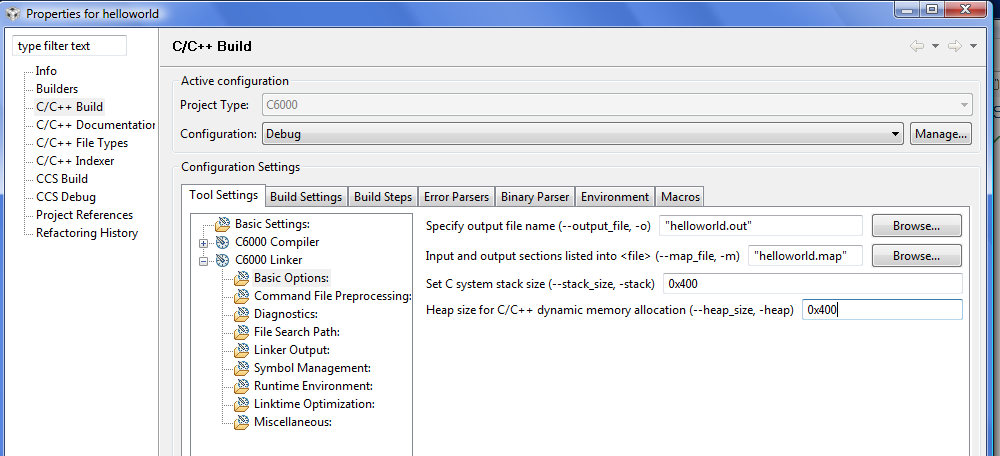 Properties for helloworld
type filter text
Info
Builders
C/C++ Build
C/C++ Documentation
C/C++ File Types
C/C++ Indexer
CCS Build
CCS Debug
Project References
Refactoring History
C/C++ Build
Active configuration
Project Type: C6000
Configuration: Debug Manage...
Configuration Settings
Tool Settings Build Settings Build Steps Error Parsers Binary Parser Environment Macros
Basic Settings:
C6000 Compiler
C6000 Linker
Basic Options:
Command File Preprocessing:
Diagnostics:
File Search Path:
Linker Output:
Symbol Management:
Runtime Environment:
Linktime Optimization:
Miscellaneous:
Specify output file name (--output_file, -o) "helloworld.out" Browse...
Input and output sections listed into <file> (--map_file, -m) "helloworld.map" Browse...
Set C system stack size (--stack_size, -stack) 0x400
Heap size for C/C++ dynamic memory allocation (--heap_size, -heap) 0x400